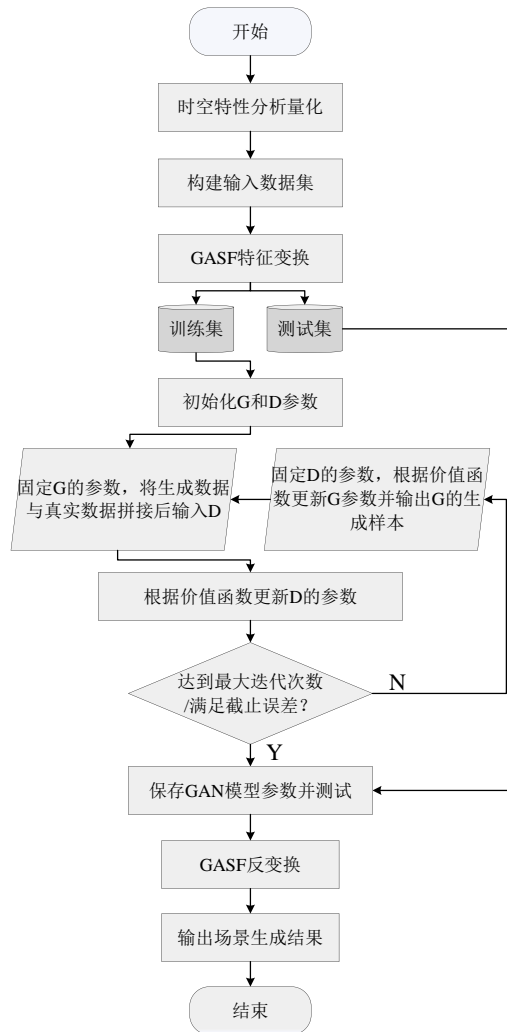 开始
时空特性分析量化
构建输入数据集
GASF特征变换
训练集
测试集
初始化G和D参数
固定G的参数，将生成数据
与真实数据拼接后输入D
固定D的参数，根据价值函
数更新G参数并输出G的生
成样本
根据价值函数更新D的参数
达到最大迭代次数
/满足截止误差？
N
Y
保存GAN模型参数并测试
GASF反变换
输出场景生成结果
结束